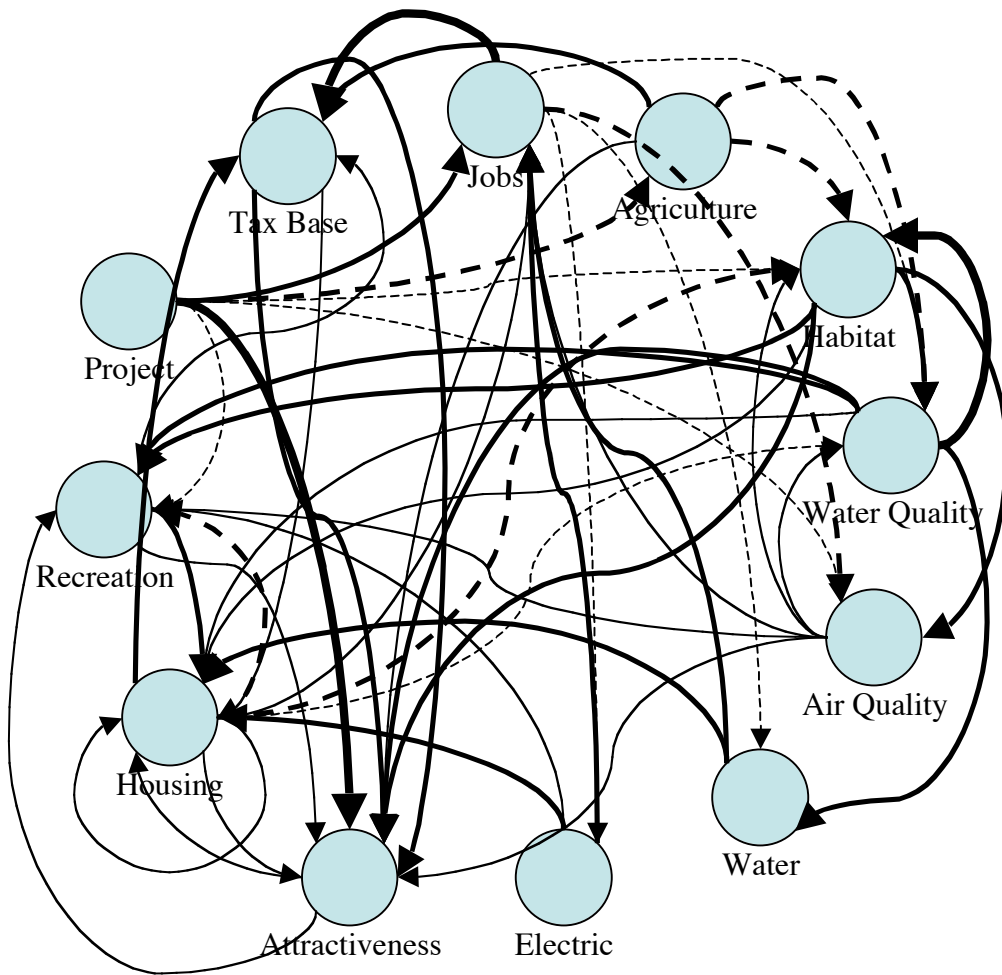 Jobs
Agriculture
Tax Base
Habitat
Project
Water Quality
Recreation
Air Quality
Housing
Water
Attractiveness
Electric